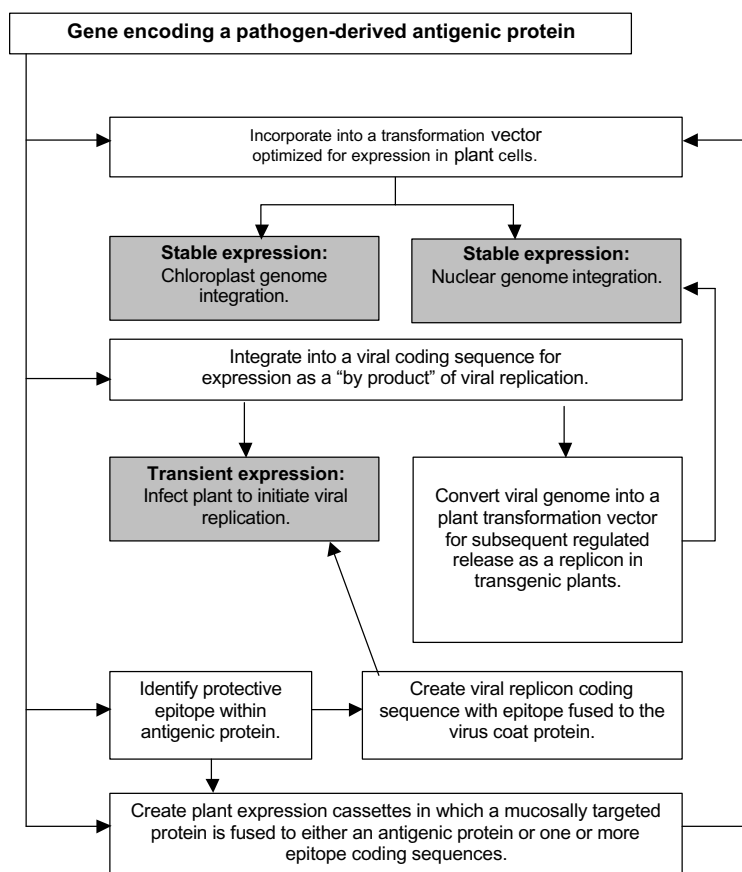 Gene encoding a pathogen-derived antigenic protein
Incorporate into a transformation vector
optimized for expression in plant cells.
Stable expression:
Chloroplast genome
integration.
Stable expression:
Nuclear genome integration.
Integrate into a viral coding sequence for
expression as a “by product” of viral replication.
Transient expression:
Infect plant to initiate viral
replication.
Convert viral genome into a
plant transformation vector
for subsequent regulated
release as a replicon in
transgenic plants.
Identify protective
epitope within
antigenic protein.
Create viral replicon coding
sequence with epitope fused to the
virus coat protein.
Create plant expression cassettes in which a mucosally targeted
protein is fused to either an antigenic protein or one or more
epitope coding sequences.